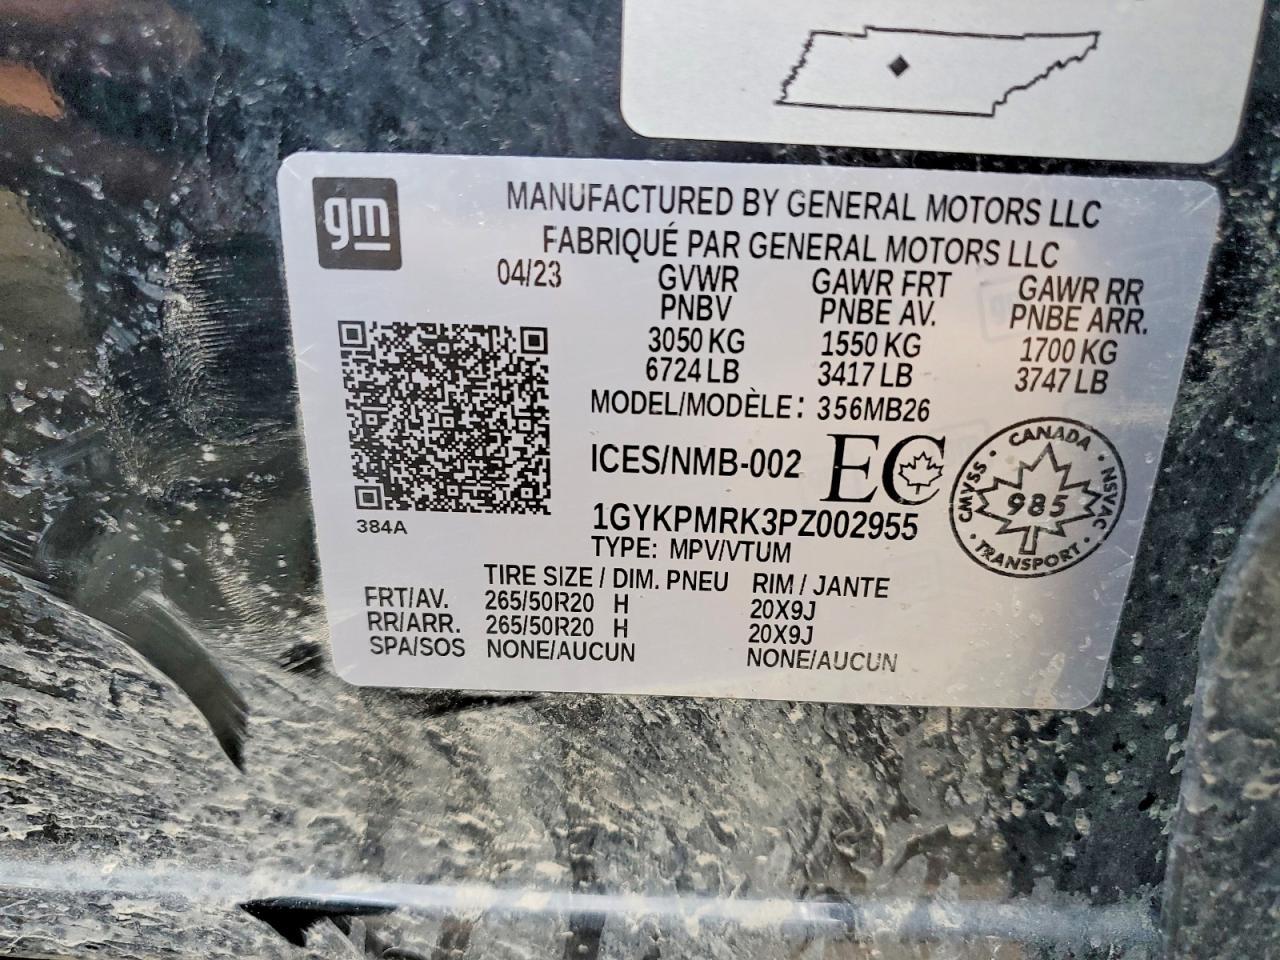 gm
MANUFACTURED BY GENERAL MOTORS LLC
FABRIQUÉ PAR GENERAL MOTORS LLC
04/23 GVWR GAWR FRT GAWR RR
PNBV PNBE AV. PNBE ARR.
3050 KG 1550 KG 1700 KG
6724 LB 3417 LB 3747 LB
MODEL/MODÈLE: 356MB26
ICES/NMB-002 EC
CANADA
CMVSS 985 NSVAC
TRANSPORT
384A
1GYKPMRK3PZ002955
TYPE: MPV/VTUM
TIRE SIZE / DIM. PNEU RIM / JANTE
FRT/AV. 265/50R20 H 20X9J
RR/ARR. 265/50R20 H 20X9J
SPA/SOS NONE/AUCUN NONE/AUCUN